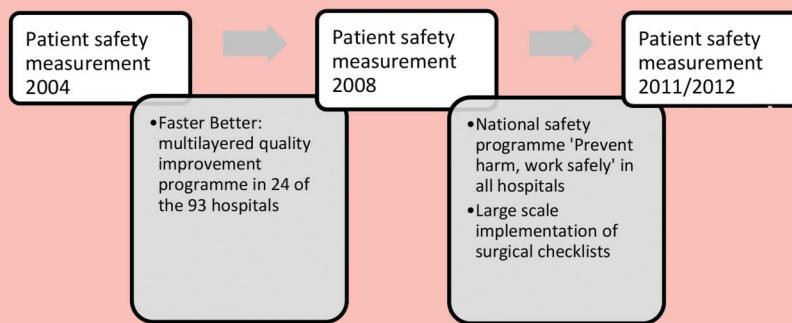 Patient safety
measurement
2004
Patient safety
measurement
2008
Patient safety
measurement
2011/2012
•Faster Better:
multilayered quality
improvement
programme in 24 of
the 93 hospitals
•National safety
programme 'Prevent
harm, work safely' in
all hospitals
•Large scale
implementation of
surgical checklists